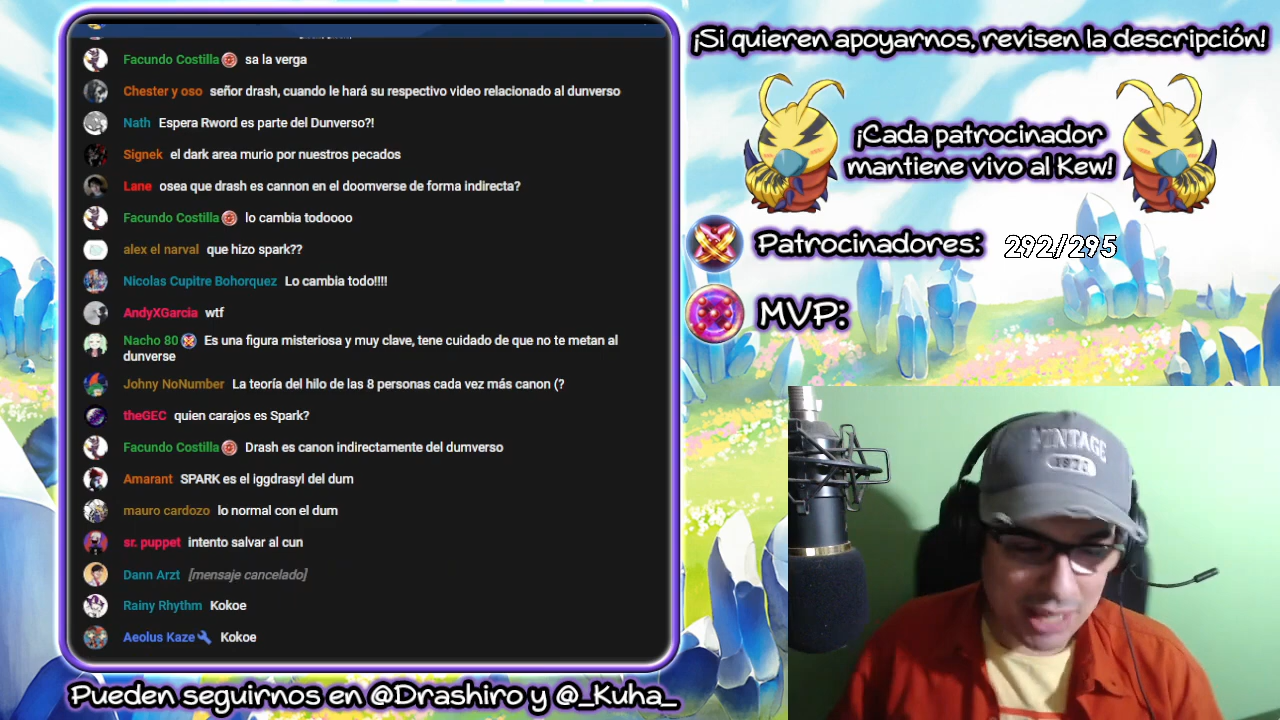 Facundo Costilla sa la verga
Chester y oso señor drash, cuando le hará su respectivo video relacionado al dunverso
Nath Espera Rword es parte del Dunverso?!
Signek el dark area murio por nuestros pecados
Lane osea que drash es cannon en el doomverse de forma indirecta?
Facundo Costilla lo cambia todoooo
alex el narval que hizo spark??
Nicolas Cupitre Bohorquez Lo cambia todo!!!!
AndyXGarcia wtf
Nacho 80 Es una figura misteriosa y muy clave, tene cuidado de que no te metan al
dunverse
Johny NoNumber La teoría del hilo de las 8 personas cada vez más canon (?
theGEC quien carajos es Spark?
Facundo Costilla Drash es canon indirectamente del dumverso
Amarant SPARK es el Iggdrasyl del dum
mauro cardozo lo normal con el dum
sr. puppet intento salvar al cun
Dann Arzt [mensaje cancelado]
Rainy Rhythm Kokoe
Aeolus Kaze Kokoe
Pueden seguirnos en @Drashiro y @_Kuha_
¡Si quieren apoyarnos, revisen la descripción!
¡Cada patrocinador
mantiene vivo al Kew!
Patrocinadores: 292/295
MVP:
VINTAGE